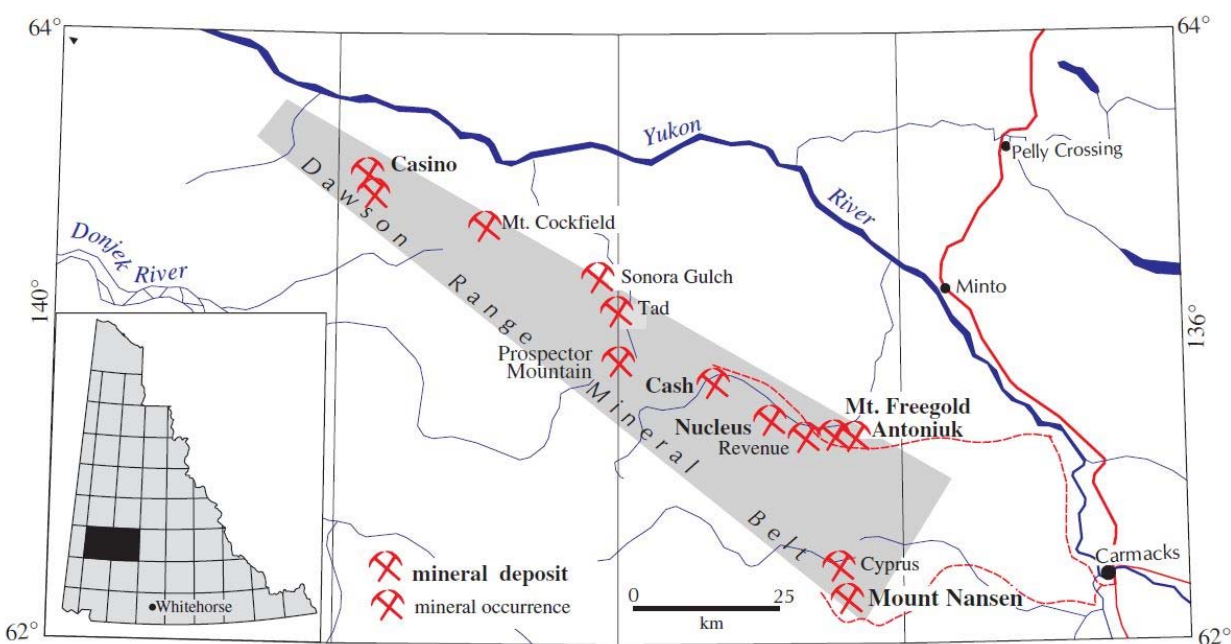 64°
64°
Yukon
River
Pelly Crossing
Casino
Dawson Range Mineral Belt
Mt. Cockfield
Donjek
River
Sonora Gulch
Minto
Tad
140°
136°
Prospector
Mountain
Cash
Mt. Freegold
Nucleus
Antoniuk
Revenue
Cyprus
Carmacks
mineral deposit
Mount Nansen
mineral occurrence
0
25
km
Whitehorse
62°
62°